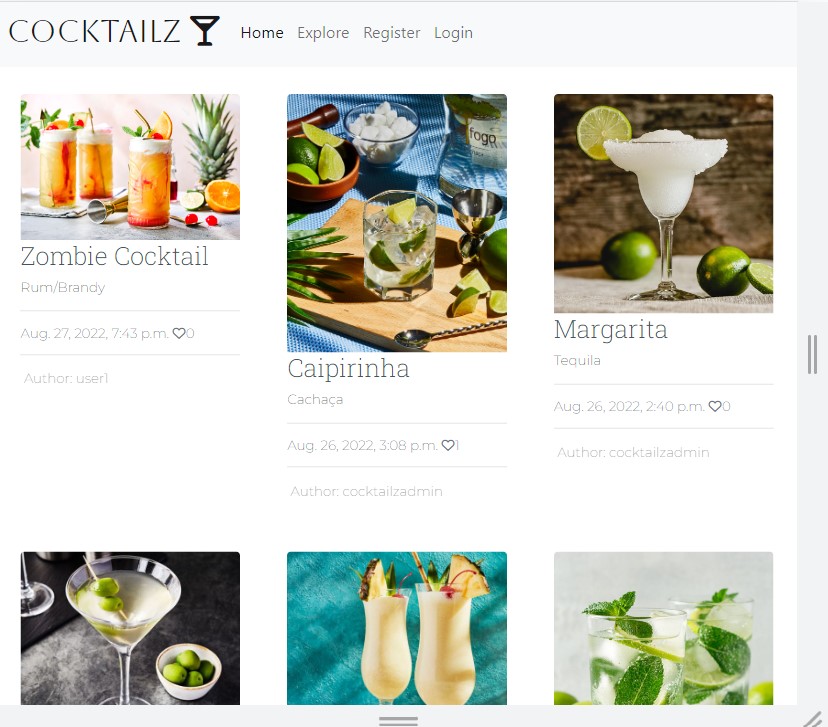 COCKTAILZ Home Explore Register Login
fogo
Zombie Cocktail
Rum/Brandy
Aug. 27, 2022, 7:43 p.m. 0
Author: user1
Caipirinha
Cachaça
Aug. 26, 2022, 3:08 p.m. 1
Author: cocktailzadmin
Margarita
Tequila
Aug. 26, 2022, 2:40 p.m. 0
Author: cocktailzadmin